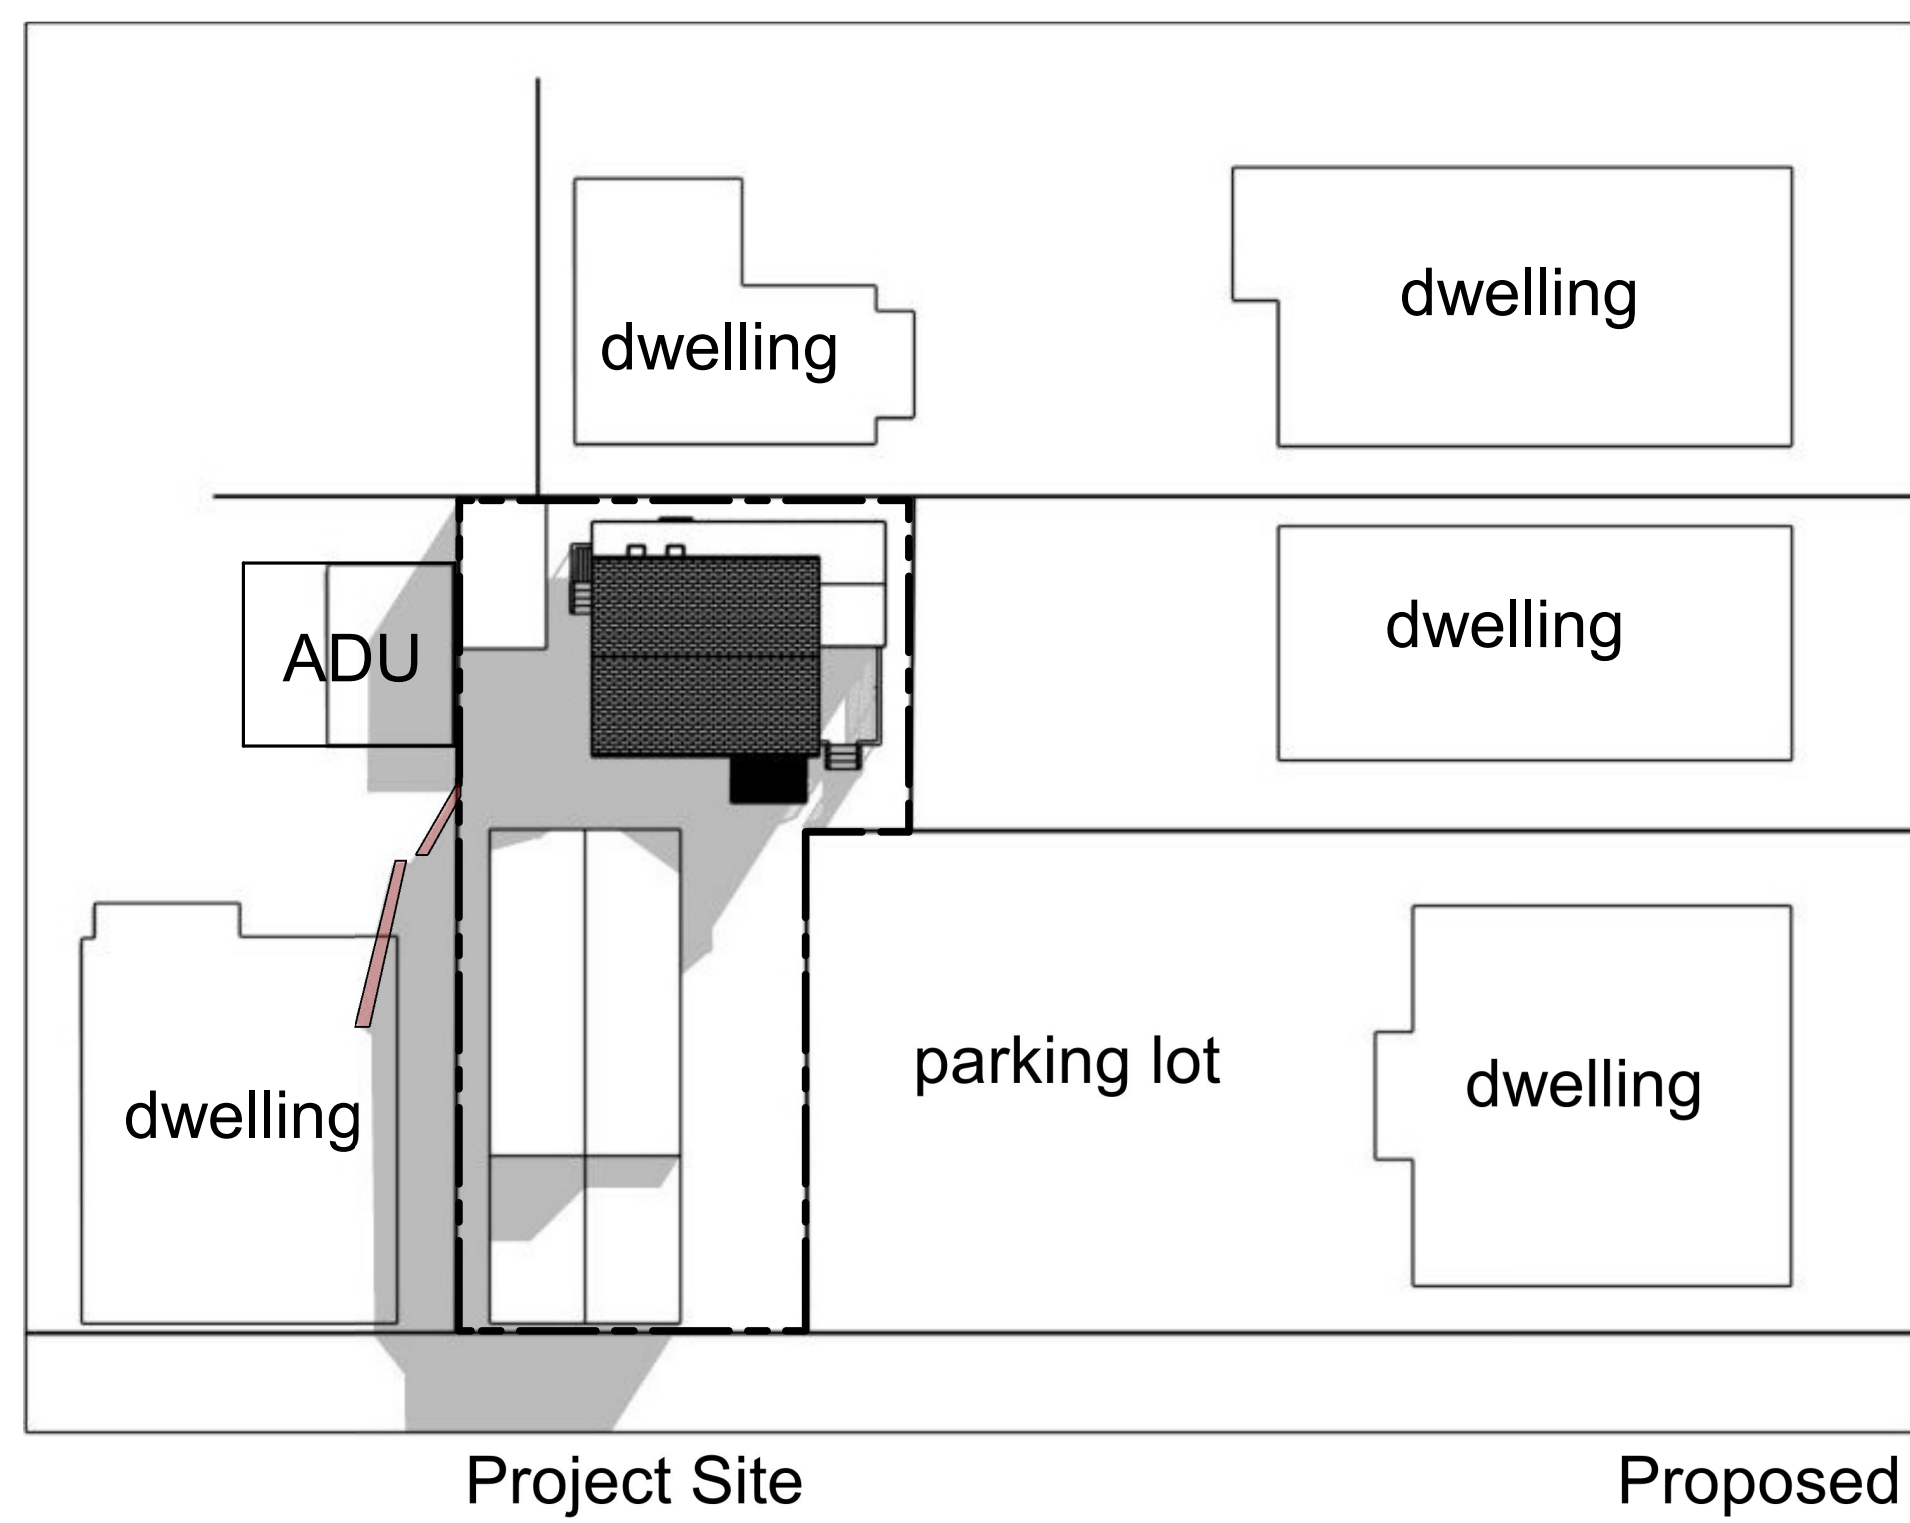 dwelling
dwelling
dwelling
ADU
parking lot
dwelling
dwelling
Project Site
Proposed